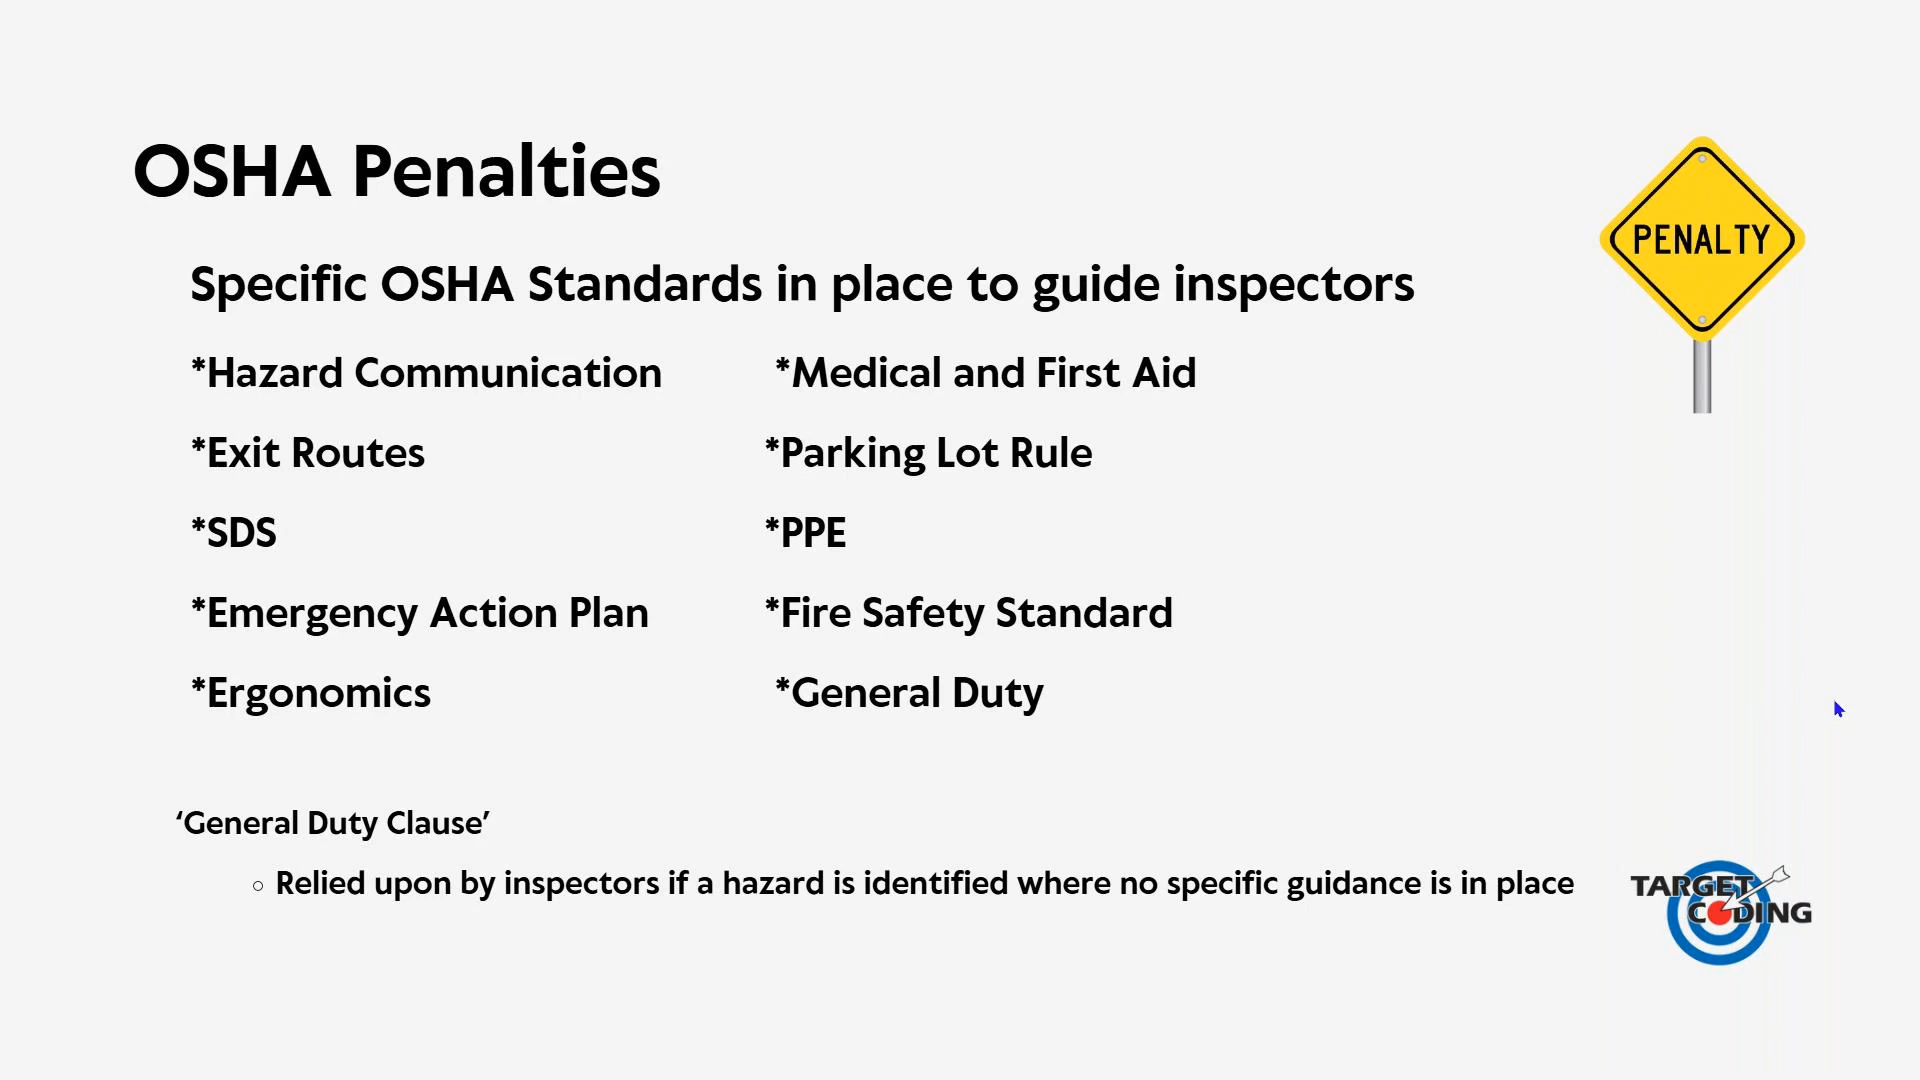 OSHA Penalties
PENALTY
Specific OSHA Standards in place to guide inspectors
*Hazard Communication *Medical and First Aid
*Exit Routes *Parking Lot Rule
*SDS *PPE
*Emergency Action Plan *Fire Safety Standard
*Ergonomics *General Duty
‘General Duty Clause’
○ Relied upon by inspectors if a hazard is identified where no specific guidance is in place
TARGET
CODING